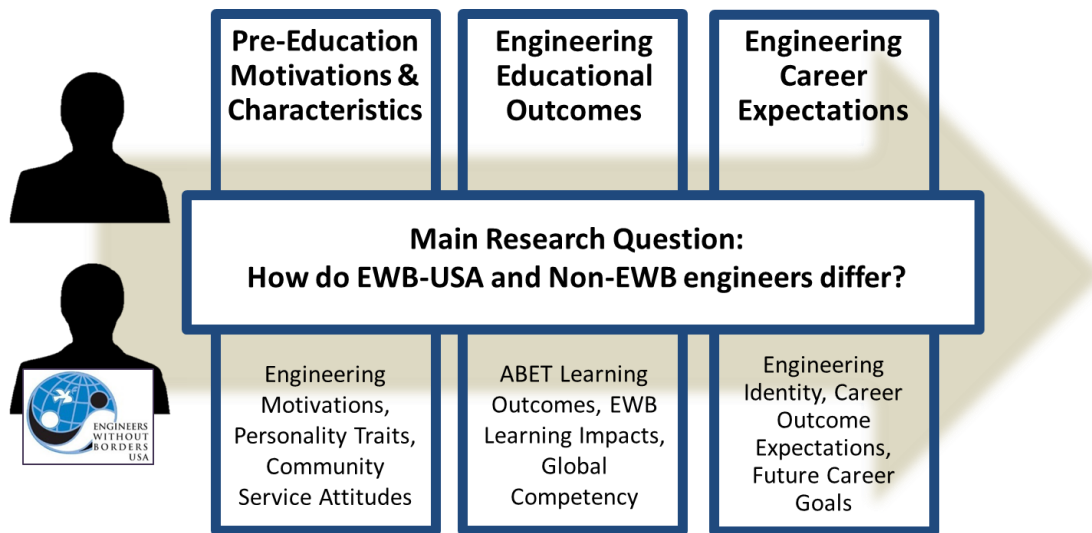 Pre-Education
Motivations &
Characteristics
Engineering
Educational
Outcomes
Engineering
Career
Expectations
Main Research Question:
How do EWB-USA and Non-EWB engineers differ?
ENGINEERS
WITHOUT
BORDERS
USA
Engineering
Motivations,
Personality Traits,
Community
Service Attitudes
ABET Learning
Outcomes, EWB
Learning Impacts,
Global
Competency
Engineering
Identity, Career
Outcome
Expectations,
Future Career
Goals